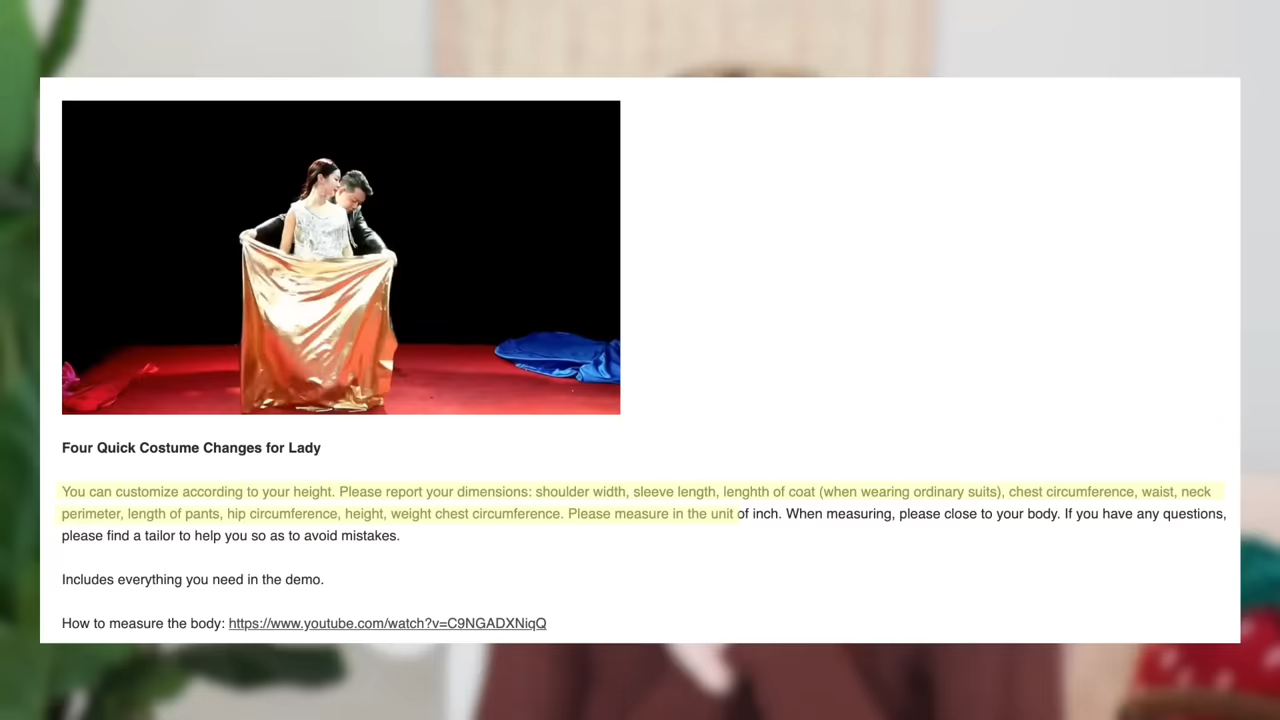 Four Quick Costume Changes for Lady
You can customize according to your height. Please report your dimensions: shoulder width, sleeve length, lenghth of coat (when wearing ordinary suits), chest circumference, waist, neck
perimeter, length of pants, hip circumference, height, weight chest circumference. Please measure in the unit of inch. When measuring, please close to your body. If you have any questions,
please find a tailor to help you so as to avoid mistakes.
Includes everything you need in the demo.
How to measure the body: https://www.youtube.com/watch?v=C9NGADXNiqQ